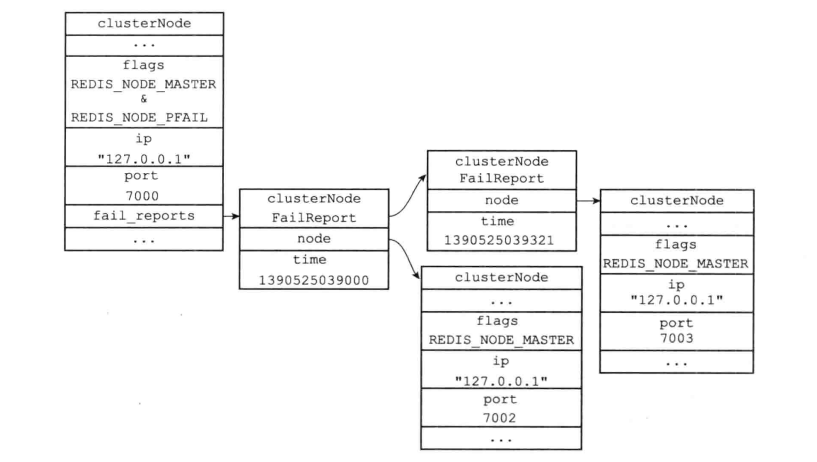 clusterNode
...
flags
REDIS_NODE_MASTER
&
REDIS_NODE_PFAIL
ip
"127.0.0.1"
port
7000
fail_reports
...
clusterNode
FailReport
node
time
1390525039000
clusterNode
FailReport
node
time
1390525039321
clusterNode
...
flags
REDIS_NODE_MASTER
ip
"127.0.0.1"
port
7002
...
clusterNode
...
flags
REDIS_NODE_MASTER
ip
"127.0.0.1"
port
7003
...